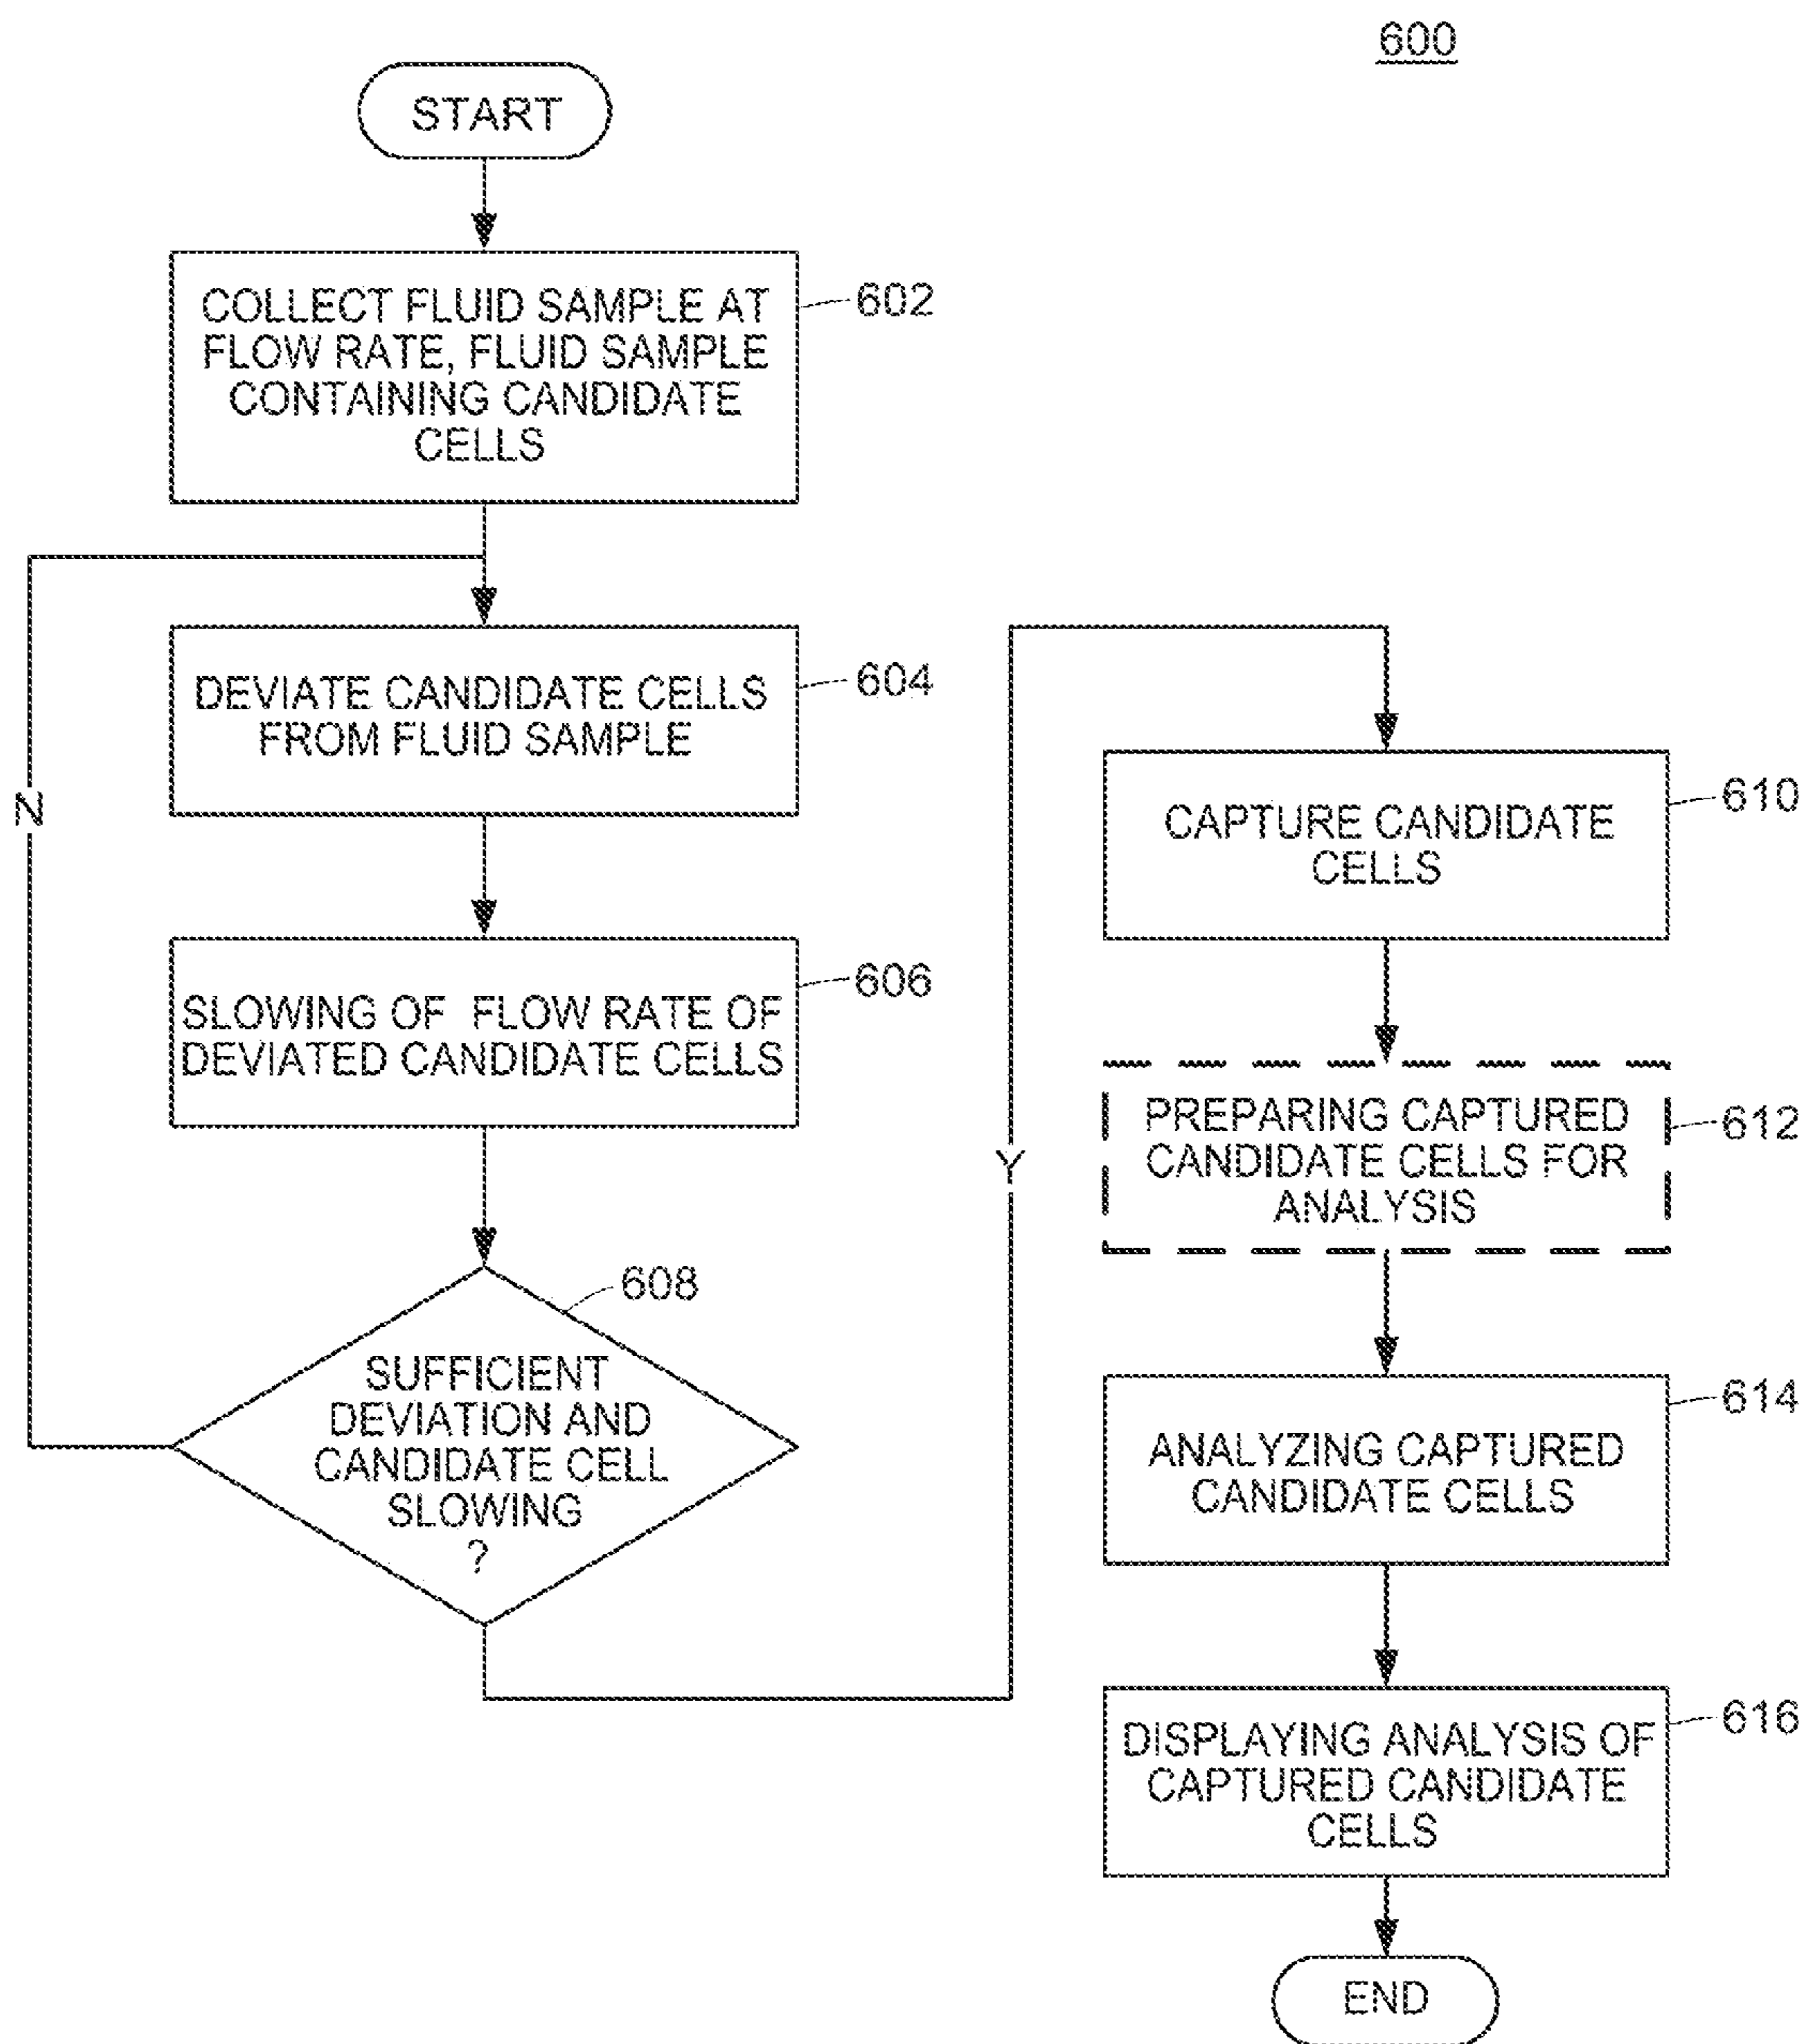 600
START
COLLECT FLUID SAMPLE AT
FLOW RATE, FLUID SAMPLE
CONTAINING CANDIDATE
CELLS
602
DEVIATE CANDIDATE CELLS
FROM FLUID SAMPLE
604
N
SLOWING OF FLOW RATE OF
DEVIATED CANDIDATE CELLS
606
SUFFICIENT
DEVIATION AND
CANDIDATE CELL
SLOWING
?
608
Y
CAPTURE CANDIDATE
CELLS
610
PREPARING CAPTURED
CANDIDATE CELLS FOR
ANALYSIS
612
ANALYZING CAPTURED
CANDIDATE CELLS
614
DISPLAYING ANALYSIS OF
CAPTURED CANDIDATE
CELLS
616
END